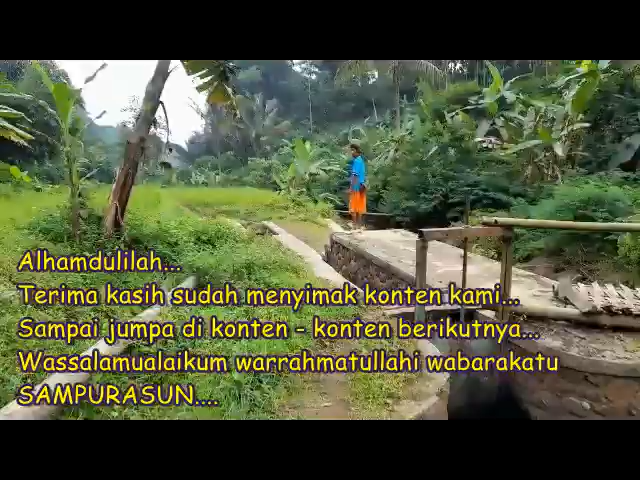 Alhamdulilah...
Terima kasih sudah menyimak konten kami...
Sampai jumpa di konten - konten berikutnya...
Wassalamualaikum warrahmatullahi wabarakatu
SAMPURASUN....